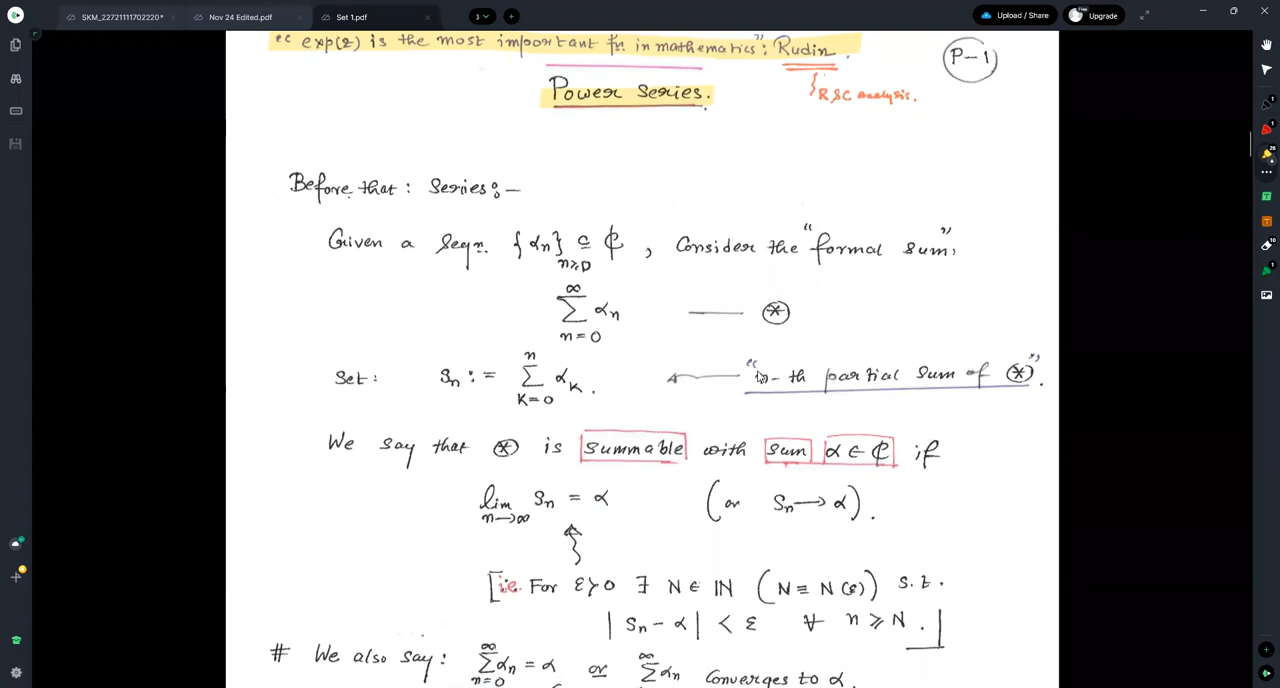 SKM_22721111702220* Nov 24 Edited.pdf Set 1.pdf 3 Upload / Share Free Upgrade
"exp(z) is the most important fn. in mathematics": Rudin.
P-1
Power Series.
R&C Analysis.
Before that: Series:-
Given a seqn. {αn}n≥0 ⊆ ℂ, Consider the "formal sum",
∞∑n=0 αn —— ⊛
Set: Sn := n∑K=0 αK. ← "n-th partial sum of ⊛".
We say that ⊛ is summable with sum α ∈ ℂ if
lim n→∞ Sn = α (or Sn → α).
[i.e. For ε>0 ∃ N ∈ ℕ (N ≡ N(ε)) s.t.
|Sn - α| < ε ∀ n ≥ N.]
# We also say: ∞∑n=0 αn = α or ∞∑ αn Converges to α.